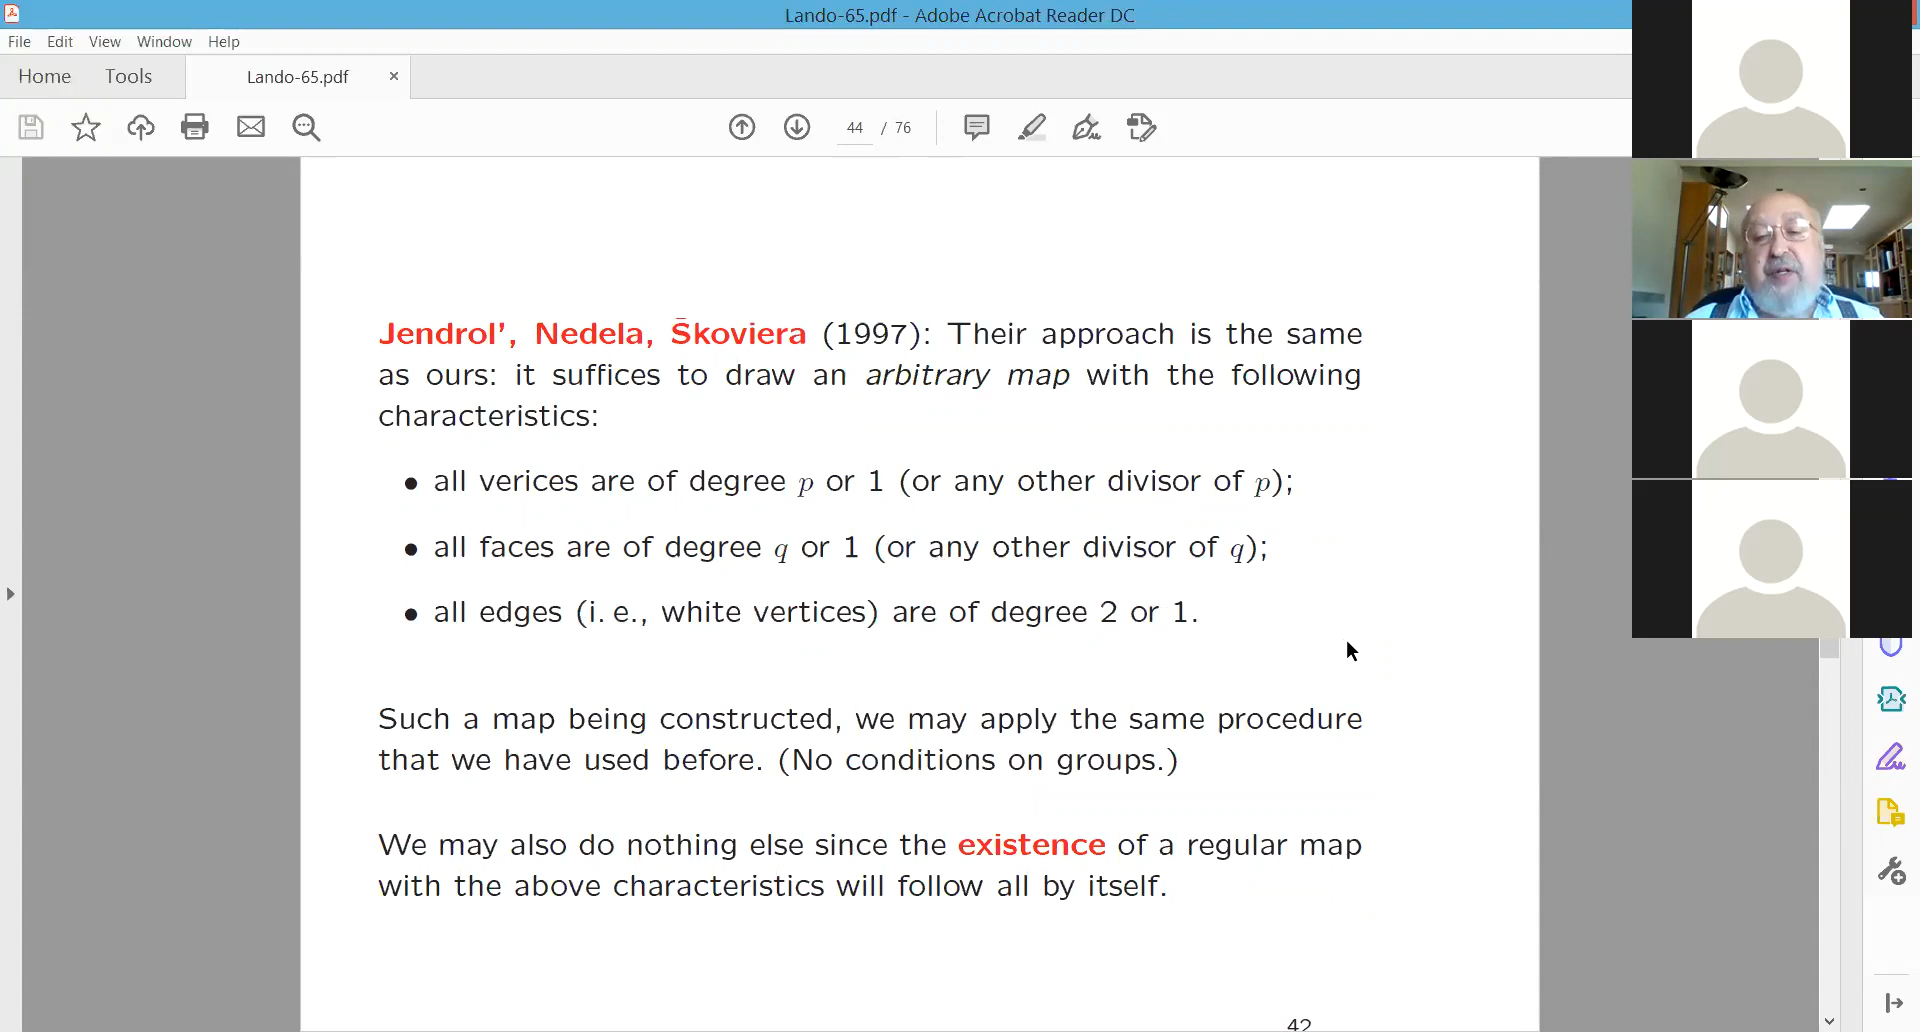 Lando-65.pdf - Adobe Acrobat Reader DC
File Edit View Window Help
Home Tools Lando-65.pdf ×
44 / 76
Jendrol', Nedela, S̄koviera (1997): Their approach is the same
as ours: it suffices to draw an arbitrary map with the following
characteristics:
• all verices are of degree p or 1 (or any other divisor of p);
• all faces are of degree q or 1 (or any other divisor of q);
• all edges (i. e., white vertices) are of degree 2 or 1.
Such a map being constructed, we may apply the same procedure
that we have used before. (No conditions on groups.)
We may also do nothing else since the existence of a regular map
with the above characteristics will follow all by itself.
42